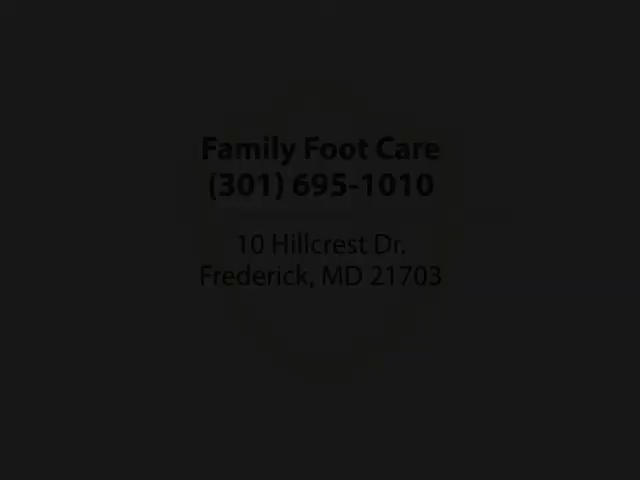 Family Foot Care
(301) 695-1010
10 Hillcrest Dr.
Frederick, MD 21703